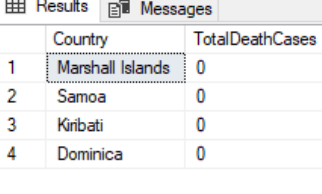 Results Messages
Country TotalDeathCases
1 Marshall Islands 0
2 Samoa 0
3 Kiribati 0
4 Dominica 0